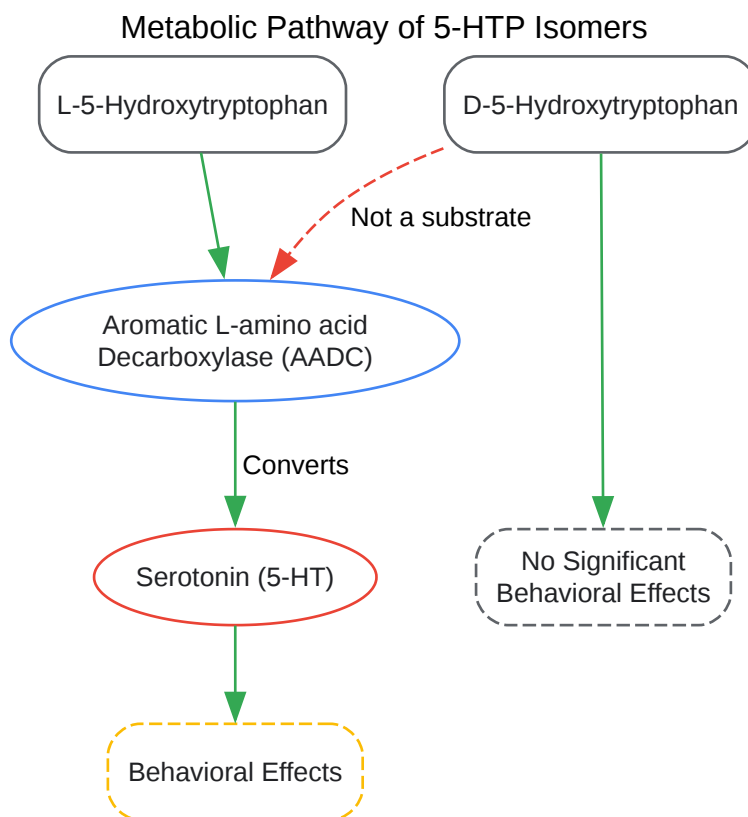 Metabolic Pathway of 5-HTP Isomers
L-5-Hydroxytryptophan
D-5-Hydroxytryptophan
Not a substrate
Aromatic L-amino acid
Decarboxylase (AADC)
Converts
Serotonin (5-HT)
No Significant
Behavioral Effects
Behavioral Effects